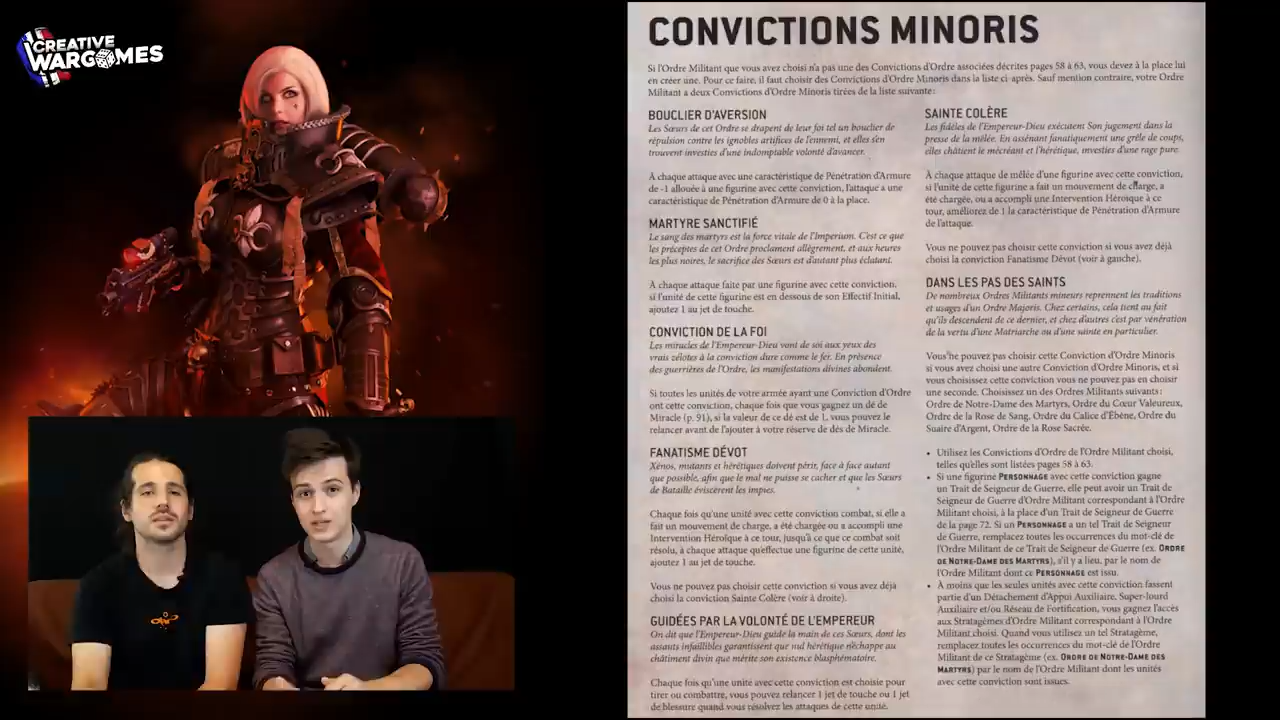 CREATIVE
WARGAMES
CONVICTIONS MINORIS
Si l'Ordre Militant que vous avez choisi n'a pas une des Convictions d'Ordre associées décrites pages 58 à 63, vous devez à la place lui
en créer une. Pour ce faire, il faut choisir des Convictions d'Ordre Minoris dans la liste ci-après. Sauf mention contraire, votre Ordre
Militant a deux Convictions d'Ordre Minoris tirées de la liste suivante:
BOUCLIER D'AVERSION
Les Sœurs de cet Ordre se drapent de leur foi tel un bouclier de
répulsion contre les ignobles artifices de l'ennemi, et elles s'en
trouvent investies d'une indomptable volonté d'avancer.
À chaque attaque avec une caractéristique de Pénétration d'Armure
de -1 allouée à une figurine avec cette conviction, l'attaque a une
caractéristique de Pénétration d'Armure de 0 à la place.
MARTYRE SANCTIFIÉ
Le sang des martyrs est la force vitale de l'Imperium. C'est ce que
les préceptes de cet Ordre proclament allègrement, et aux heures
les plus noires, le sacrifice des Sœurs est d'autant plus éclatant.
À chaque attaque faite par une figurine avec cette conviction,
si l'unité de cette figurine est en dessous de son Effectif Initial,
ajoutez 1 au jet de touche.
CONVICTION DE LA FOI
Les miracles de l'Empereur-Dieu vont de soi aux yeux des
vrais zélotes à la conviction dure comme le fer. En présence
des guerrières de l'Ordre, les manifestations divines abondent.
Si toutes les unités de votre armée ayant une Conviction d'Ordre
ont cette conviction, chaque fois que vous gagnez un dé de
Miracle (p. 91), si la valeur de ce dé est de 1, vous pouvez le
relancer avant de l'ajouter à votre réserve de dés de Miracle.
FANATISME DÉVOT
Xénos, mutants et hérétiques doivent périr, face à face autant
que possible, afin que le mal ne puisse se cacher et que les Sœurs
de Bataille éviscèrent les impies.
Chaque fois qu'une unité avec cette conviction combat, si elle a
fait un mouvement de charge, a été chargée ou a accompli une
Intervention Héroïque à ce tour, jusqu'à ce que ce combat soit
résolu, à chaque attaque qu'effectue une figurine de cette unité,
ajoutez 1 au jet de touche.
Vous ne pouvez pas choisir cette conviction si vous avez déjà
choisi la conviction Sainte Colère (voir à droite).
GUIDÉES PAR LA VOLONTÉ DE L'EMPEREUR
On dit que l'Empereur-Dieu guide la main de ces Sœurs, dont les
assauts infaillibles garantissent que nul hérétique n'échappe au
châtiment divin que mérite son existence blasphématoire.
Chaque fois qu'une unité avec cette conviction est choisie pour
tirer ou combattre, vous pouvez relancer 1 jet de touche ou 1 jet
de blessure quand vous résolvez les attaques de cette unité.
SAINTE COLÈRE
Les fidèles de l'Empereur-Dieu exécutent Son jugement dans la
presse de la mêlée. En assénant fanatiquement une grêle de coups,
elles châtient le mécréant et l'hérétique, investies d'une rage pure.
À chaque attaque de mêlée d'une figurine avec cette conviction,
si l'unité de cette figurine a fait un mouvement de charge, a
été chargée, ou a accompli une Intervention Héroïque à ce
tour, améliorez de 1 la caractéristique de Pénétration d'Armure
de l'attaque.
Vous ne pouvez pas choisir cette conviction si vous avez déjà
choisi la conviction Fanatisme Dévot (voir à gauche).
DANS LES PAS DES SAINTS
De nombreux Ordres Militants mineurs reprennent les traditions
et usages d'un Ordre Majoris. Chez certains, cela tient au fait
qu'ils descendent de ce dernier, et chez d'autres c'est par vénération
de la vertu d'une Matriarche ou d'une sainte en particulier.
Vous ne pouvez pas choisir cette Conviction d'Ordre Minoris
si vous avez choisi une autre Conviction d'Ordre Minoris, et si
vous choisissez cette conviction vous ne pouvez pas en choisir
une seconde. Choisissez un des Ordres Militants suivants:
Ordre de Notre-Dame des Martyrs, Ordre du Cœur Valeureux,
Ordre de la Rose de Sang, Ordre du Calice d'Ébène, Ordre du
Suaire d'Argent, Ordre de la Rose Sacrée.
• Utilisez les Convictions d'Ordre de l'Ordre Militant choisi,
telles qu'elles sont listées pages 58 à 63.
• Si une figurine PERSONNAGE avec cette conviction gagne
un Trait de Seigneur de Guerre, elle peut avoir un Trait de
Seigneur de Guerre d'Ordre Militant correspondant à l'Ordre
Militant choisi, à la place d'un Trait de Seigneur de Guerre
de la page 72. Si un PERSONNAGE a un tel Trait de Seigneur
de Guerre, remplacez toutes les occurrences du mot-clé de
l'Ordre Militant de ce Trait de Seigneur de Guerre (ex. ORDRE
DE NOTRE-DAME DES MARTYRS), s'il y a lieu, par le nom de
l'Ordre Militant dont ce PERSONNAGE est issu.
• À moins que les seules unités avec cette conviction fassent
partie d'un Détachement d'Appui Auxiliaire, Super-lourd
Auxiliaire et/ou Réseau de Fortification, vous gagnez l'accès
aux Stratagèmes d'Ordre Militant correspondant à l'Ordre
Militant choisi. Quand vous utilisez un tel Stratagème,
remplacez toutes les occurrences du mot-clé de l'Ordre
Militant de ce Stratagème (ex. ORDRE DE NOTRE-DAME DES
MARTYRS) par le nom de l'Ordre Militant dont les unités
avec cette conviction sont issues.